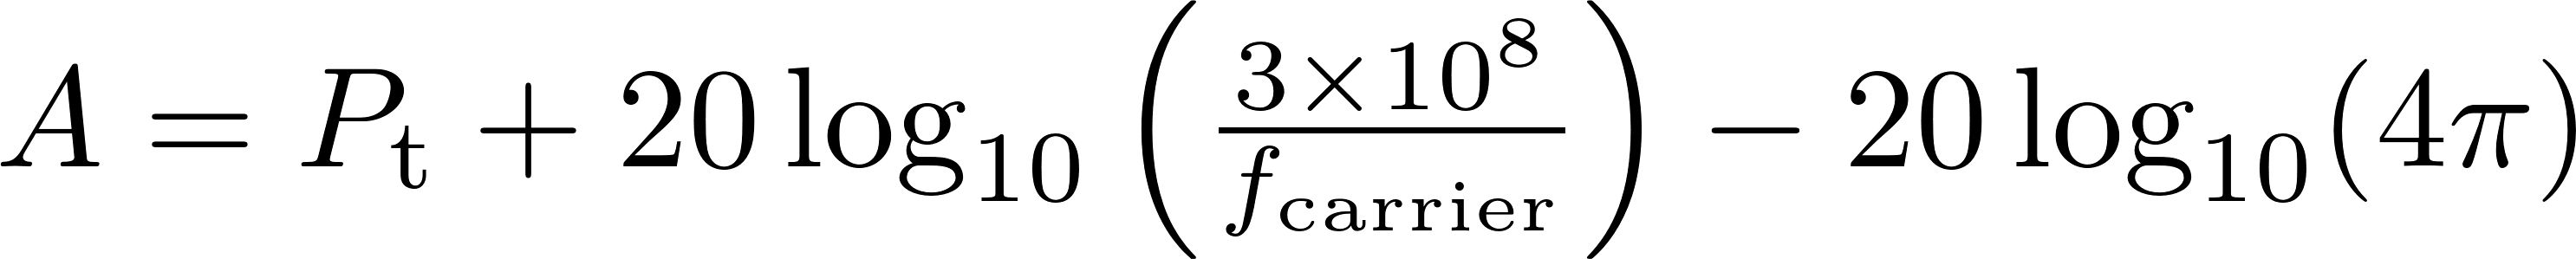 A = P_t + 20 log_10 (3×10^8 / f_carrier) − 20 log_10(4π)